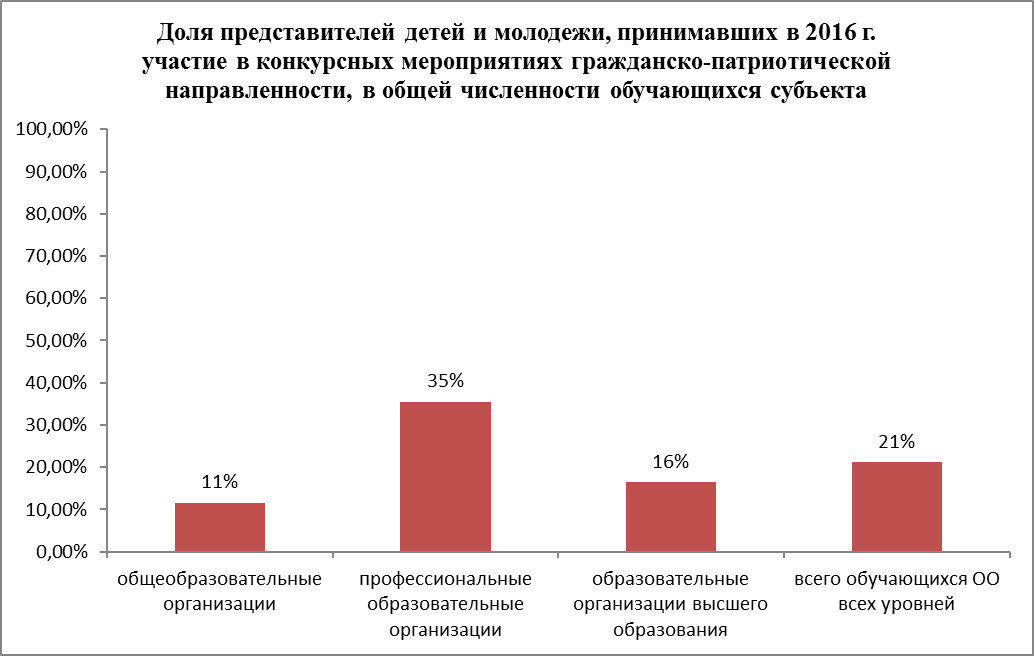 Доля представителей детей и молодежи, принимавших в 2016 г.
участие в конкурсных мероприятиях гражданско-патриотической
направленности, в общей численности обучающихся субъекта
100,00%
90,00%
80,00%
70,00%
60,00%
50,00%
40,00%
30,00%
20,00%
10,00%
0,00%
11%
35%
16%
21%
общеобразовательные
организации
профессиональные
образовательные
организации
образовательные
организации высшего
образования
всего обучающихся ОО
всех уровней